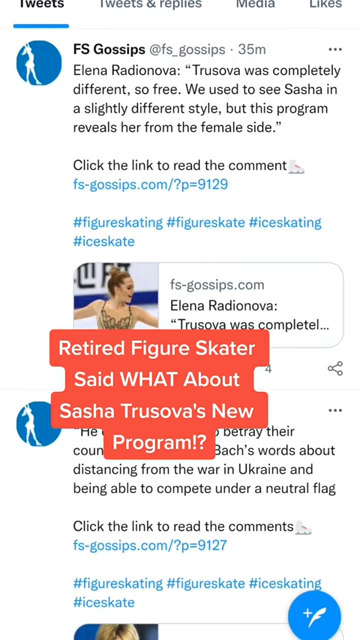 Tweets Tweets & replies Media Likes
FS Gossips @fs_gossips · 35m
Elena Radionova: “Trusova was completely
different, so free. We used to see Sasha in
a slightly different style, but this program
reveals her from the female side.”
Click the link to read the comment⛸
fs-gossips.com/?p=9129
#figureskating #figureskate #iceskating
#iceskate
fs-gossips.com
Elena Radionova:
“Trusova was completel...
Retired Figure Skater
Said WHAT About
Sasha Trusova's New
Program!?
4
"He
betray their
coun
Bach's words about
distancing from the war in Ukraine and
being able to compete under a neutral flag
Click the link to read the comments⛸
fs-gossips.com/?p=9127
#figureskating #figureskate #iceskating
#iceskate